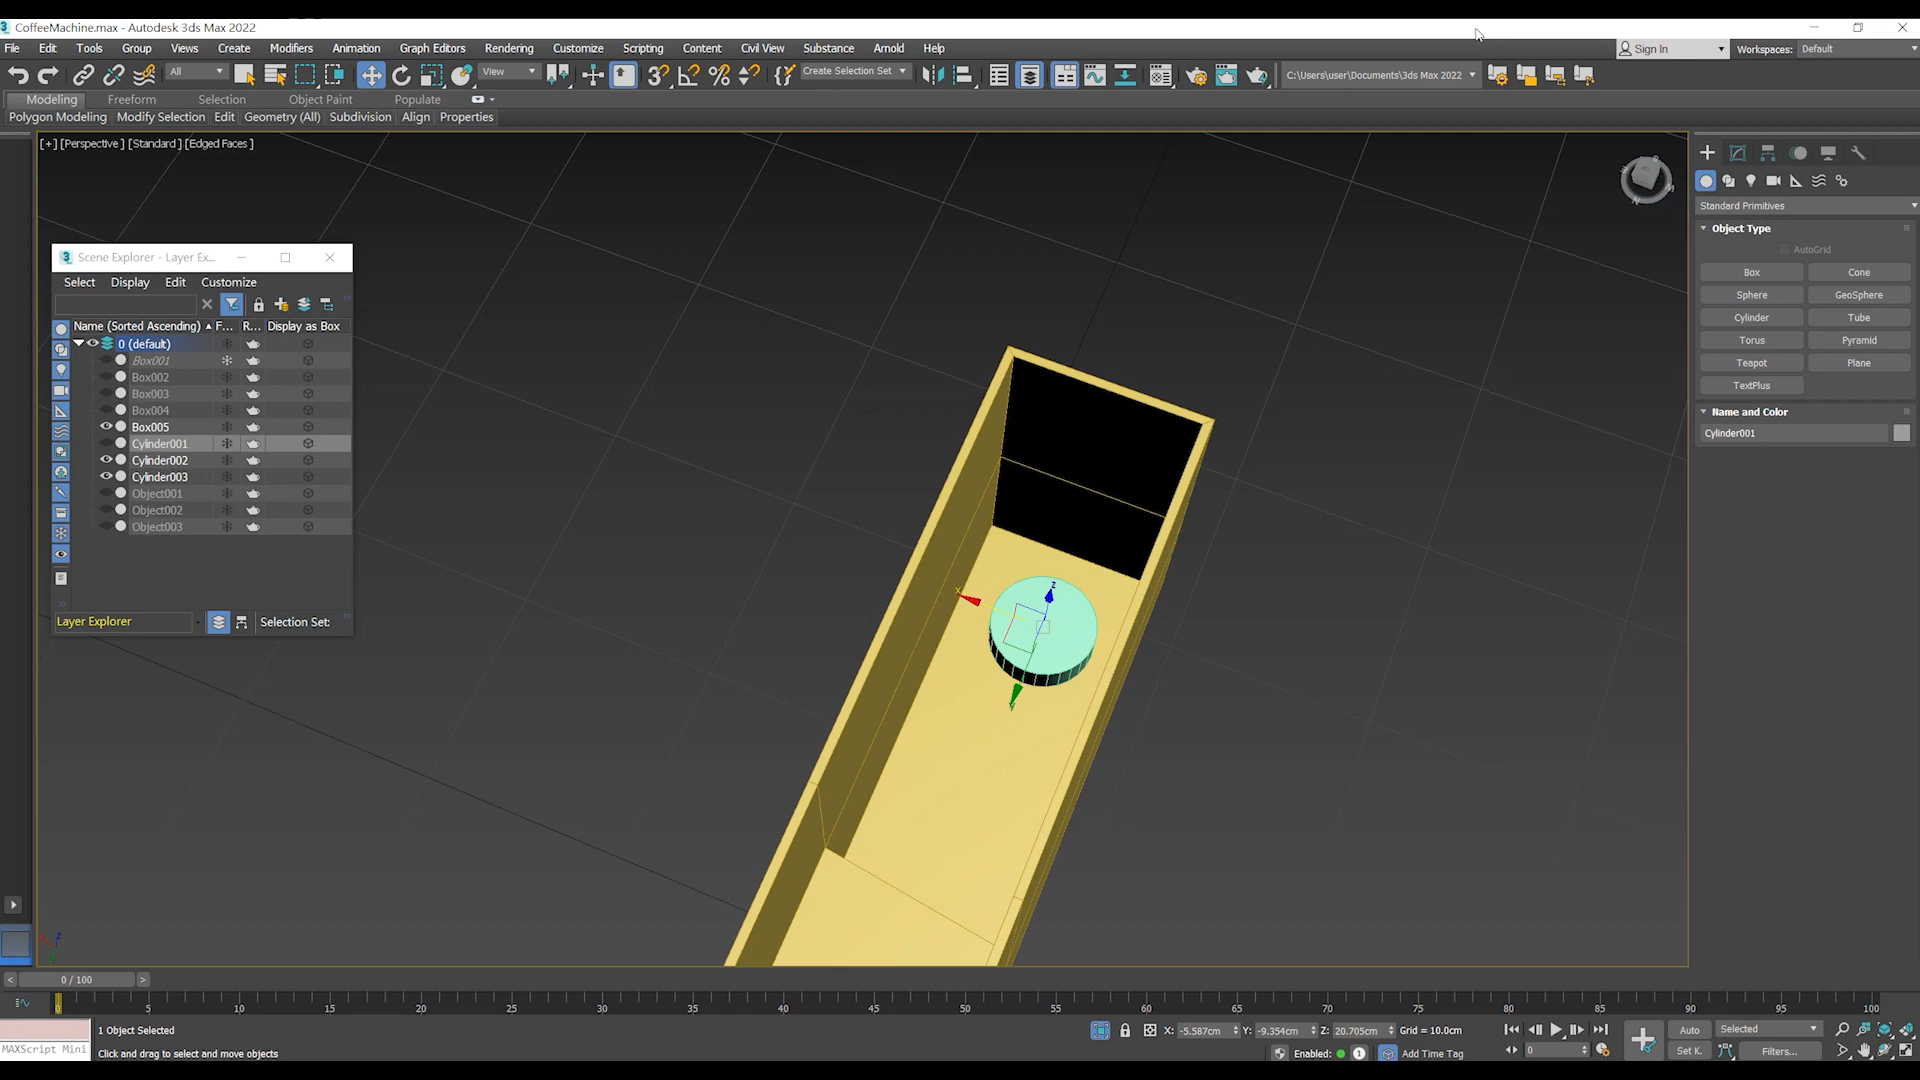 CoffeeMachine.max - Autodesk 3ds Max 2022
File Edit Tools Group Views Create Modifiers Animation Graph Editors Rendering Customize Scripting Content Civil View Substance Arnold Help
Sign In Workspaces: Default
All View Create Selection Set C:\Users\user\Documents\3ds Max 2022
Modeling Freeform Selection Object Paint Populate
Polygon Modeling Modify Selection Edit Geometry (All) Subdivision Align Properties
[+] [Perspective ] [Standard ] [Edged Faces ]
Standard Primitives
Object Type
AutoGrid
Box Cone
Sphere GeoSphere
Cylinder Tube
Torus Pyramid
Teapot Plane
TextPlus
Name and Color
Cylinder001
Scene Explorer - Layer Ex...
Select Display Edit Customize
Name (Sorted Ascending) F... R... Display as Box
0 (default)
Box001
Box002
Box003
Box004
Box005
Cylinder001
Cylinder002
Cylinder003
Object001
Object002
Object003
Layer Explorer Selection Set:
z
x
0 / 100
0 5 10 15 20 25 30 35 40 45 50 55 60 65 70 75 80 85 90 95 100
1 Object Selected X: -5.587cm Y: -9.354cm Z: 20.705cm Grid = 10.0cm Auto Selected
MAXScript Mini Click and drag to select and move objects Enabled: 1 Add Time Tag 0 Set K. Filters...